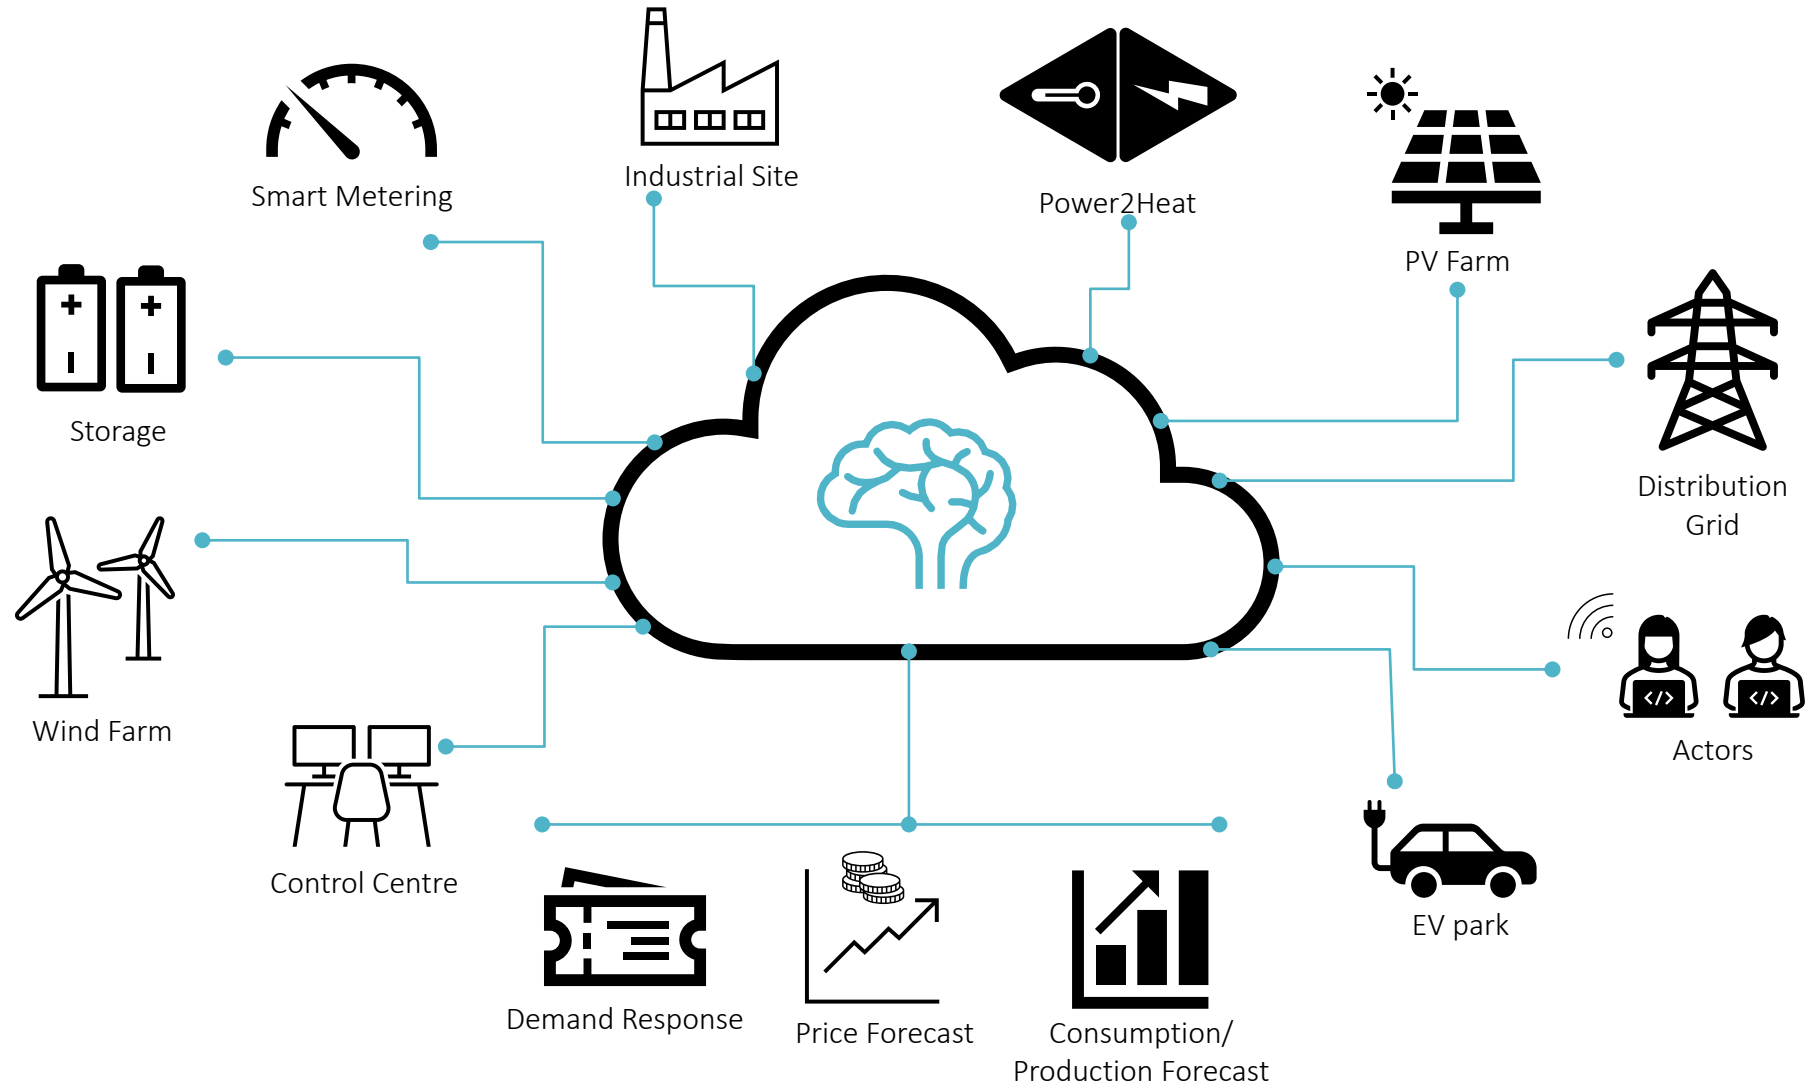 Industrial Site
Smart Metering
Power2Heat
PV Farm
Storage
Distribution
Grid
Wind Farm
Actors
Control Centre
EV park
Demand Response
Price Forecast
Consumption/
Production Forecast